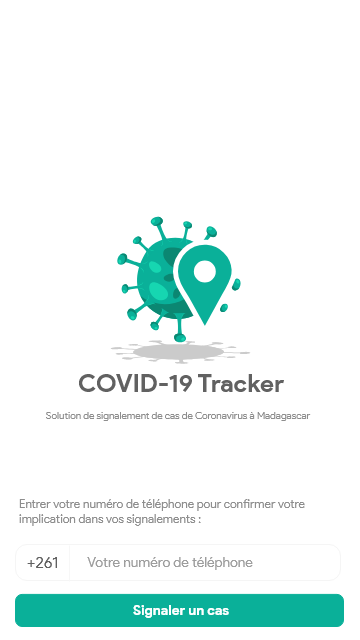 COVID-19 Tracker
Solution de signalement de cas de Coronavirus à Madagascar
Entrer votre numéro de téléphone pour confirmer votre
implication dans vos signalements :
+261 Votre numéro de téléphone
Signaler un cas